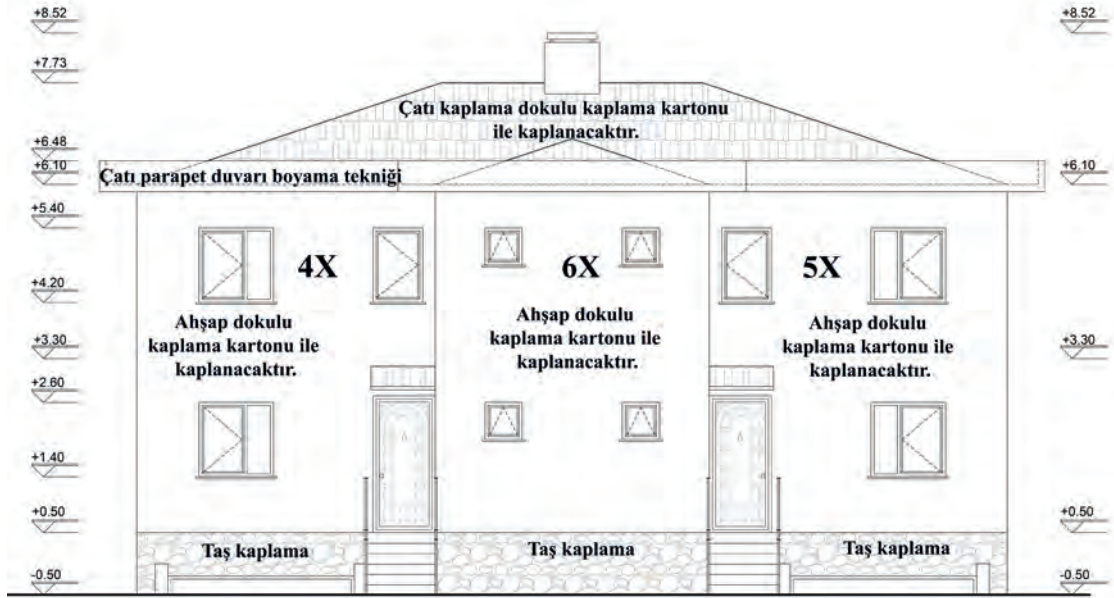 +8.52
+8.52
+7.73
Çatı kaplama dokulu kaplama kartonu
ile kaplanacaktır.
+6.48
+6.10
+6.10
Çatı parapet duvarı boyama tekniği
+5.40
4X
6X
5X
+4.20
Ahşap dokulu
kaplama kartonu ile
kaplanacaktır.
Ahşap dokulu
kaplama kartonu ile
kaplanacaktır.
Ahşap dokulu
kaplama kartonu ile
kaplanacaktır.
+3.30
+3.30
+2.60
+1.40
+0.50
+0.50
Taş kaplama
Taş kaplama
Taş kaplama
-0.50
-0.50